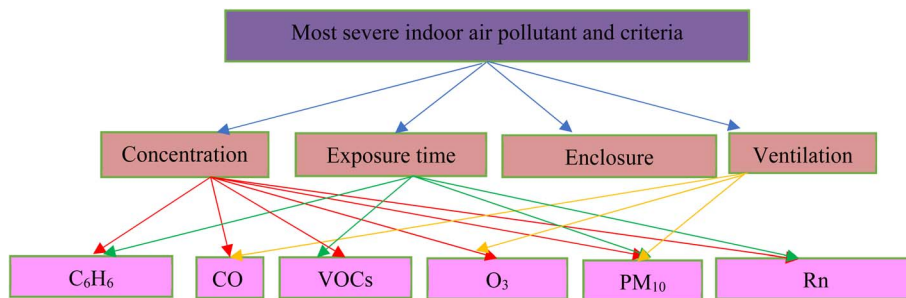 Most severe indoor air pollutant and criteria
Concentration
Exposure time
Enclosure
Ventilation
C₆H₆
CO
VOCs
O₃
PM₁₀
Rn